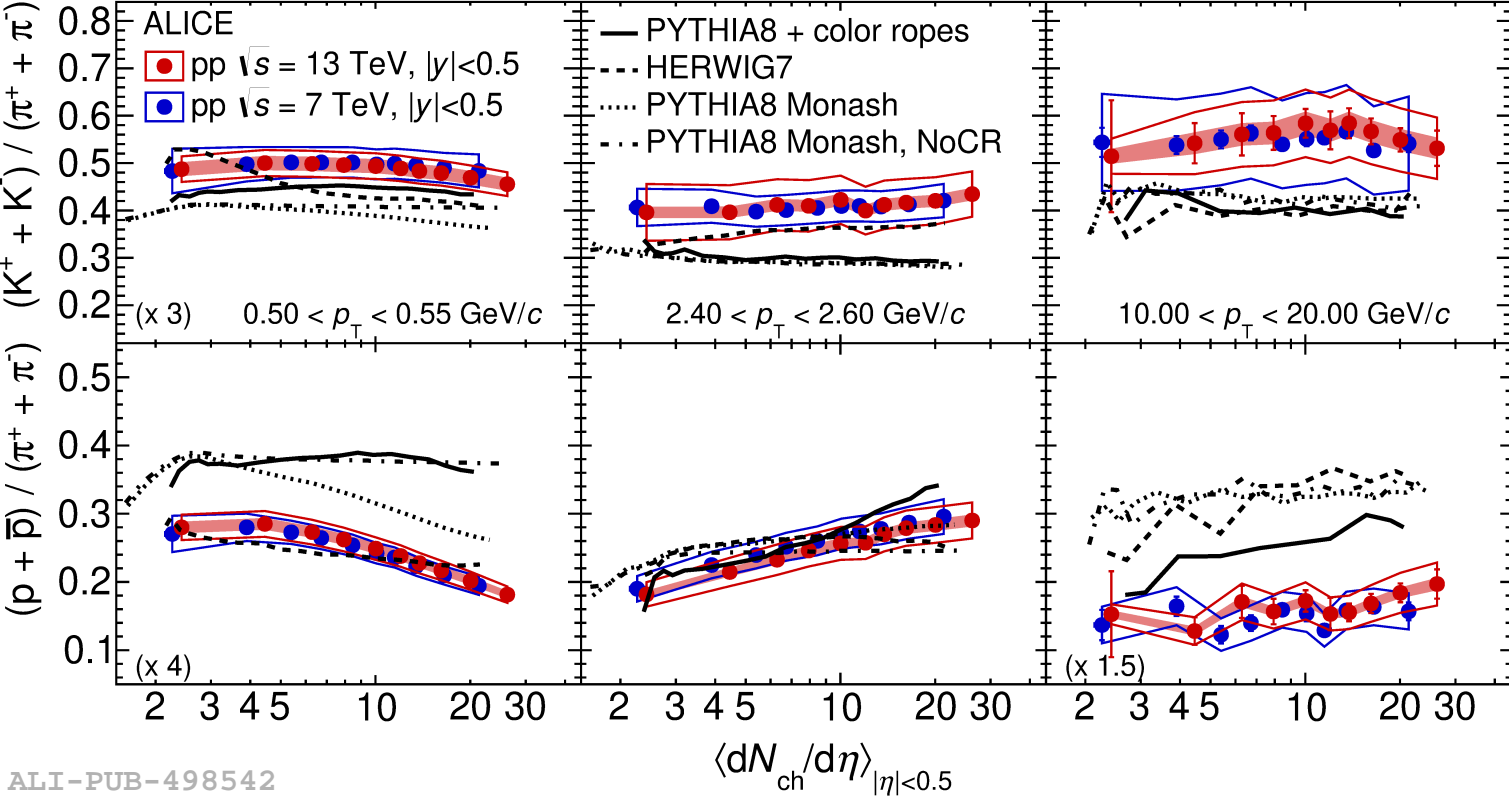 (K⁺ + K⁻) / (π⁺ + π⁻)
0.8
0.7
0.6
0.5
0.4
0.3
0.2
ALICE
pp √s = 13 TeV, |y|<0.5
pp √s = 7 TeV, |y|<0.5
(x 3) 0.50 < p_T < 0.55 GeV/c
PYTHIA8 + color ropes
HERWIG7
PYTHIA8 Monash
PYTHIA8 Monash, NoCR
2.40 < p_T < 2.60 GeV/c
10.00 < p_T < 20.00 GeV/c
(p + p̅) / (π⁺ + π⁻)
0.5
0.4
0.3
0.2
0.1
(x 4)
(x 1.5)
2 3 4 5 10 20 30
2 3 4 5 10 20 30
2 3 4 5 10 20 30
⟨dN_ch/dη⟩_|η|<0.5
ALI-PUB-498542